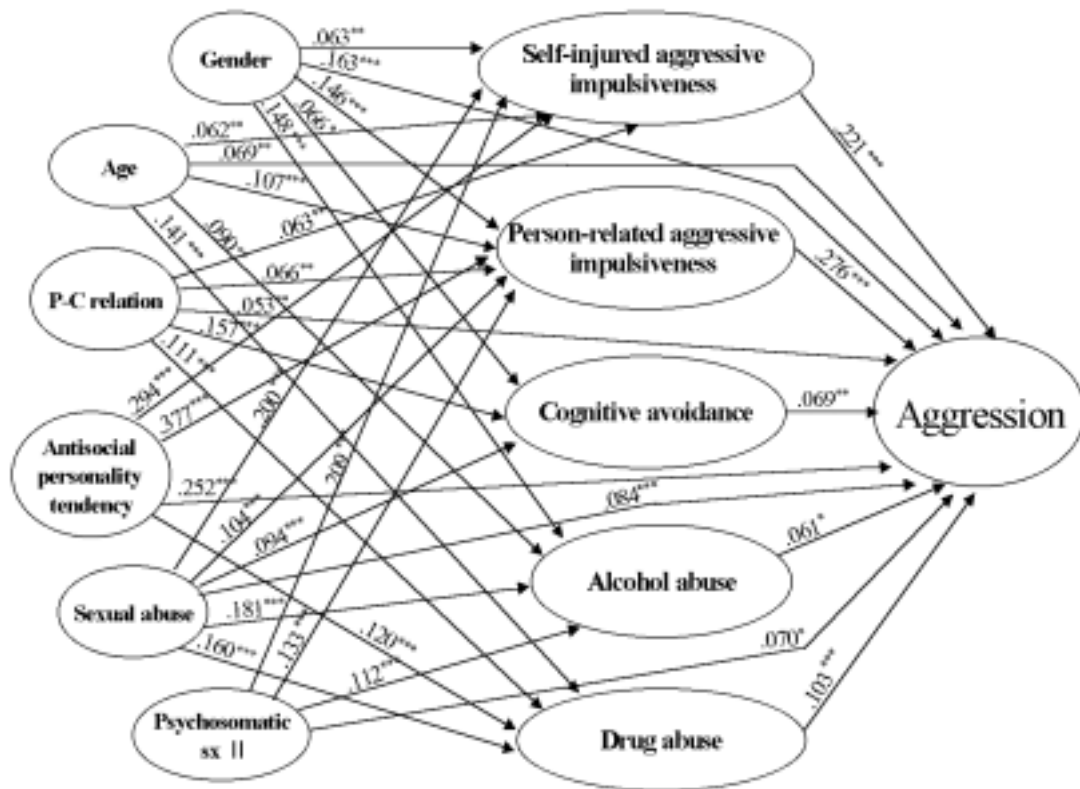 Gender
.063**
.163***
.146***
.066*
.148***
Self-injured aggressive
impulsiveness
.221***
Age
.062**
.069**
.107***
.090*
.141***
.063**
Person-related aggressive
impulsiveness
.276***
P-C relation
.066**
.053**
.157***
.111***
Antisocial
personality
tendency
.294***
.377***
.252***
.200
Cognitive avoidance
.069**
Aggression
Sexual abuse
.104***
.094***
.084***
.181***
.160***
.200
Alcohol abuse
.061*
Psychosomatic
sx II
.133***
.112***
.120***
.070*
Drug abuse
.103***